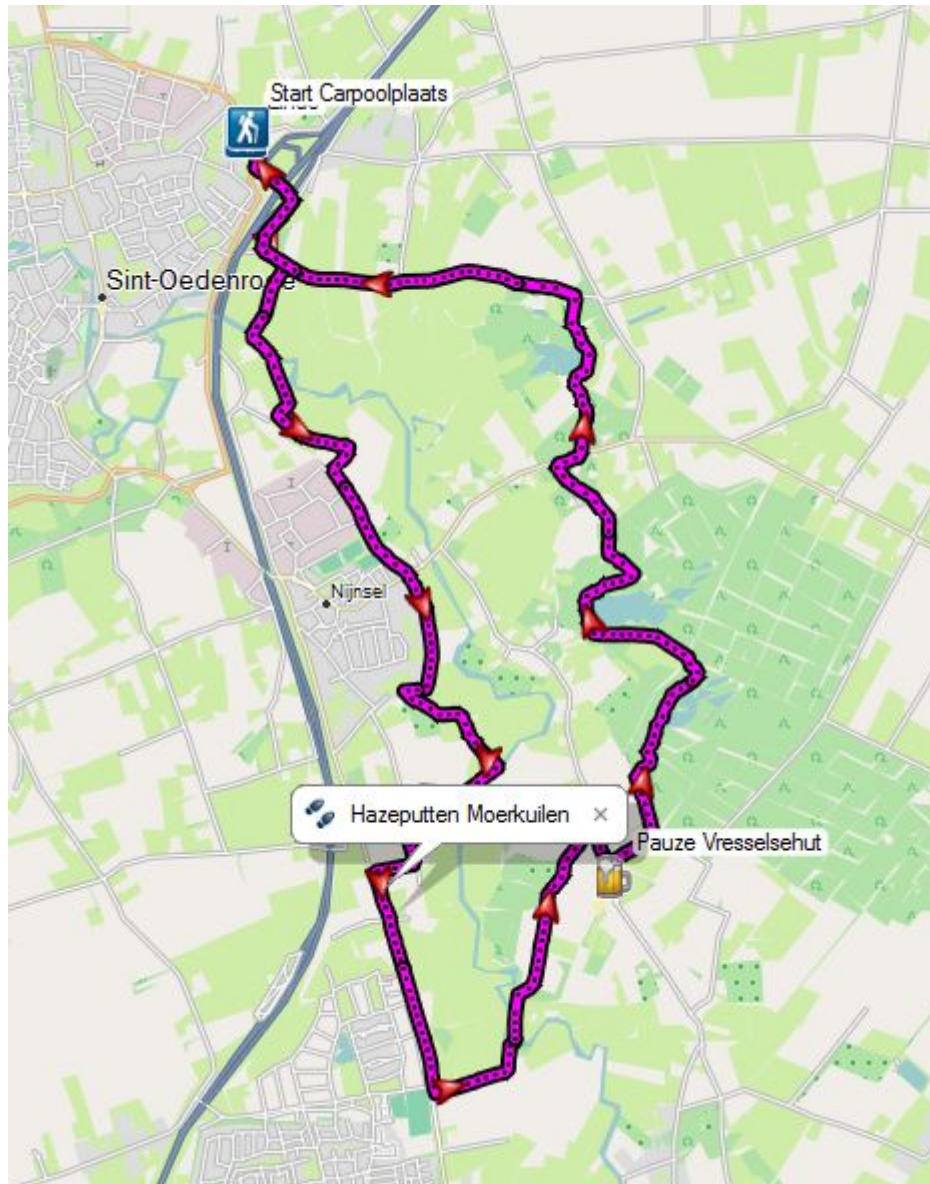 Start Carpoolplaats
Sint-Oedenrode
Nijnsel
Hazeputten Moerkuilen ×
Pauze Vresselsehut